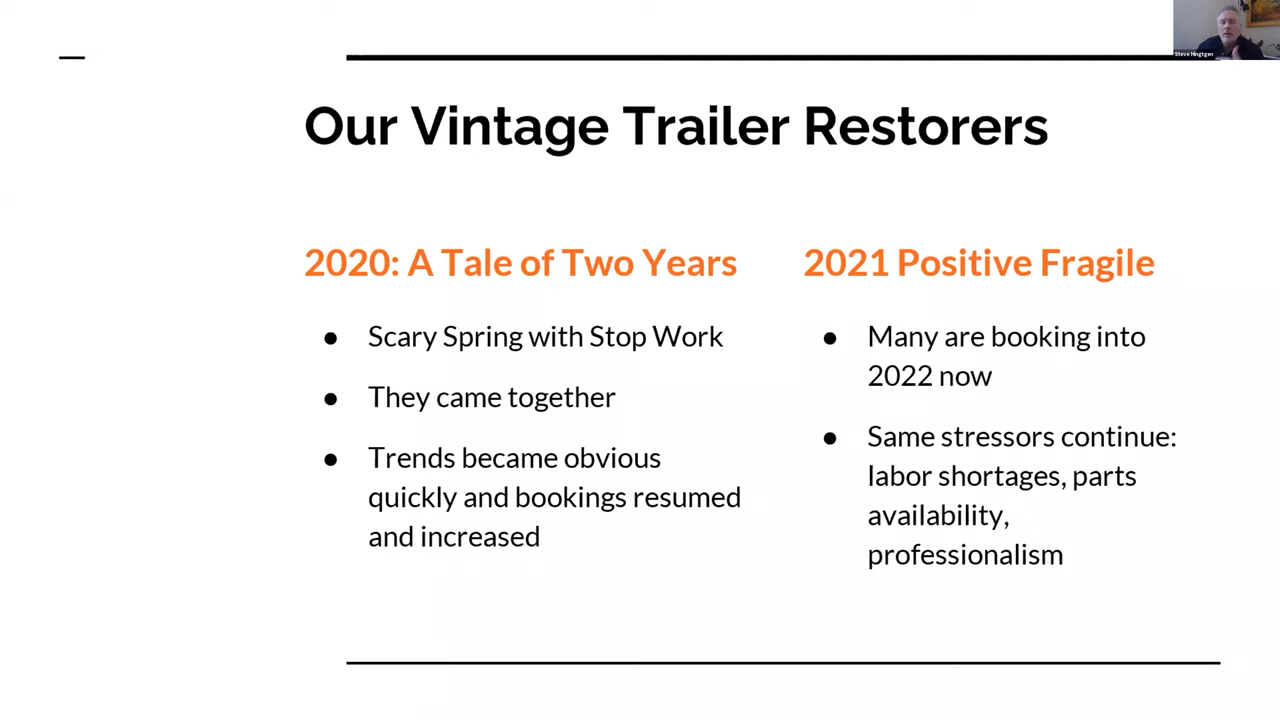 Steve Hingtgen
Our Vintage Trailer Restorers
2020: A Tale of Two Years
● Scary Spring with Stop Work
● They came together
● Trends became obvious
quickly and bookings resumed
and increased
2021 Positive Fragile
● Many are booking into
2022 now
● Same stressors continue:
labor shortages, parts
availability,
professionalism